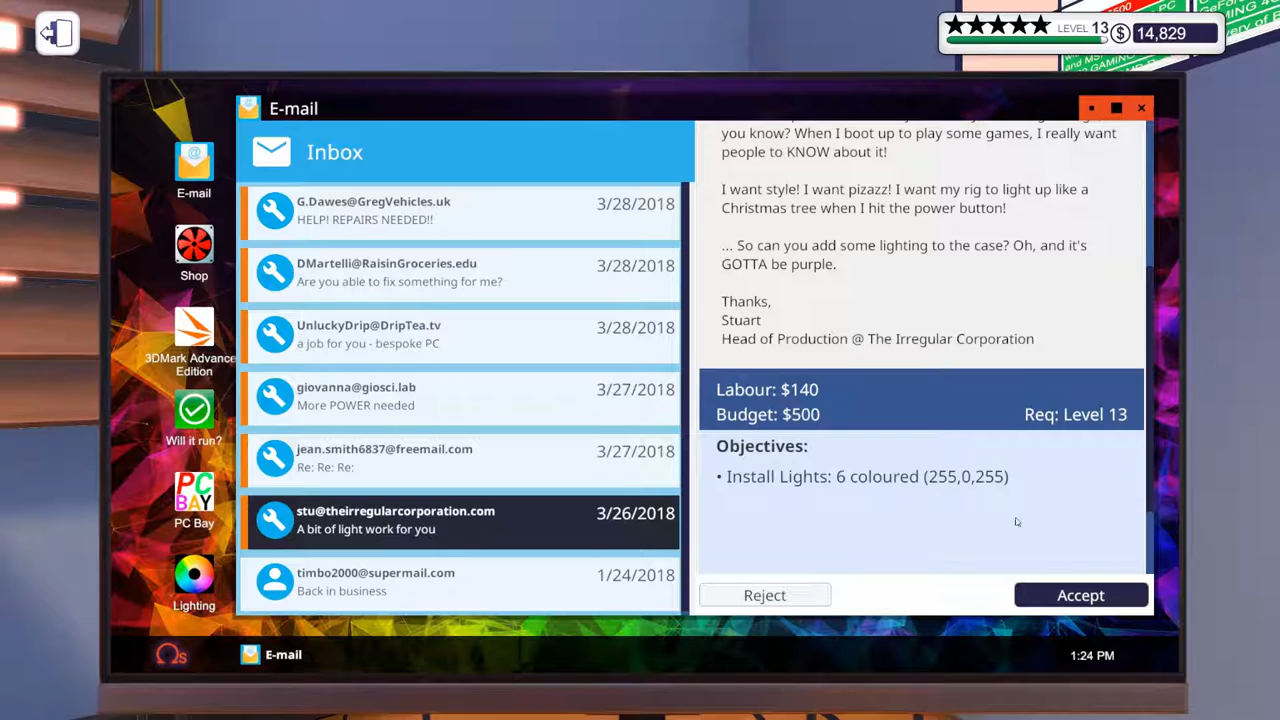 LEVEL 13
$ 14,829
E-mail
Inbox
E-mail
Shop
3DMark Advance
Edition
Will it run?
PC
BAY
PC Bay
Lighting
G.Dawes@GregVehicles.uk 3/28/2018
HELP! REPAIRS NEEDED!!
DMartelli@RaisinGroceries.edu 3/28/2018
Are you able to fix something for me?
UnluckyDrip@DripTea.tv 3/28/2018
a job for you - bespoke PC
giovanna@giosci.lab 3/27/2018
More POWER needed
jean.smith6837@freemail.com 3/27/2018
Re: Re: Re:
stu@theirregularcorporation.com 3/26/2018
A bit of light work for you
timbo2000@supermail.com 1/24/2018
Back in business
you know? When I boot up to play some games, I really want
people to KNOW about it!
I want style! I want pizazz! I want my rig to light up like a
Christmas tree when I hit the power button!
... So can you add some lighting to the case? Oh, and it's
GOTTA be purple.
Thanks,
Stuart
Head of Production @ The Irregular Corporation
Labour: $140
Budget: $500 Req: Level 13
Objectives:
• Install Lights: 6 coloured (255,0,255)
Reject Accept
Os E-mail 1:24 PM